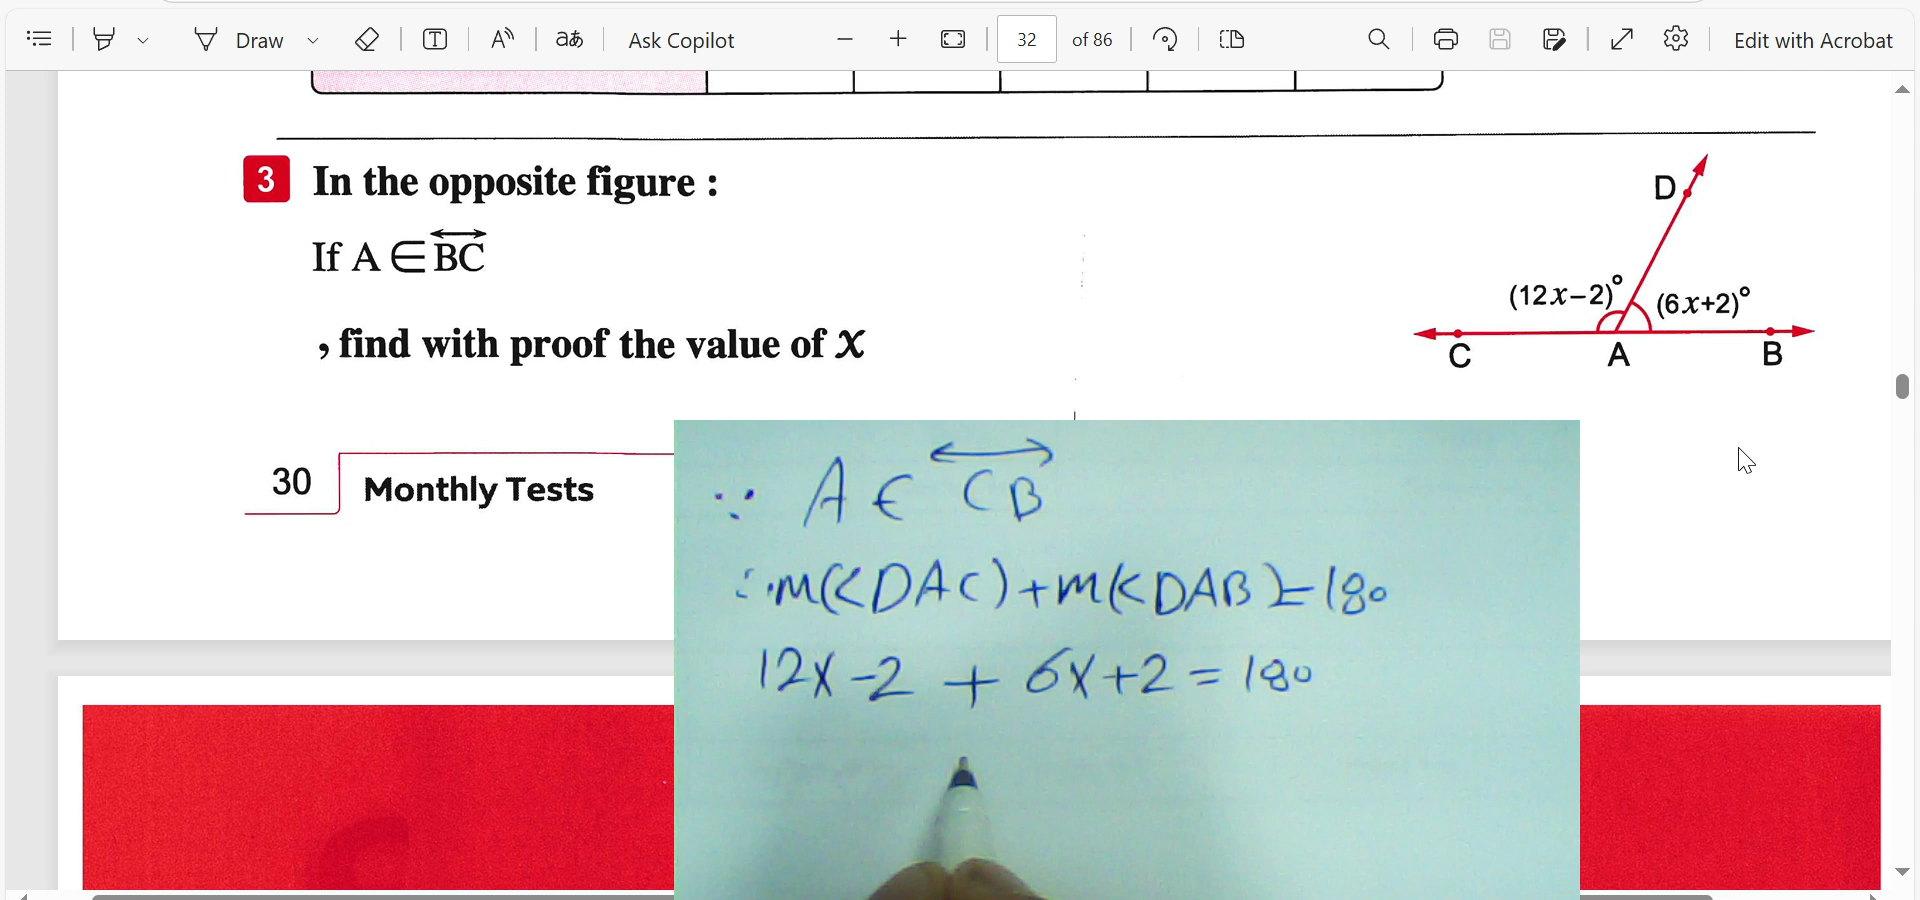 Draw
Ask Copilot
32 of 86
Edit with Acrobat
3 In the opposite figure :
If A ∈ BC
, find with proof the value of x
D
(12x−2)°
(6x+2)°
C
A
B
30
Monthly Tests
∵ A ∈ CB
∴ m(<DAC)+m(<DAB)=180
12x-2 + 6x+2 = 180